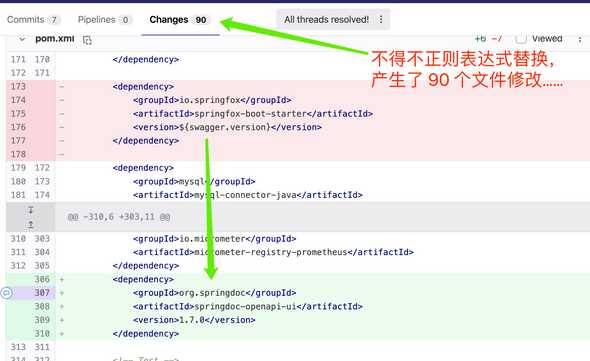 Commits 7 Pipelines 0 Changes 90 All threads resolved!
pom.xml +6 −7 Viewed
不得不正则表达式替换，
产生了 90 个文件修改……
171 170 </dependency>
172 171
173 - <dependency>
174 - <groupId>io.springfox</groupId>
175 - <artifactId>springfox-boot-starter</artifactId>
176 - <version>${swagger.version}</version>
177 - </dependency>
178 -
179 172 <dependency>
180 173 <groupId>mysql</groupId>
181 174 <artifactId>mysql-connector-java</artifactId>
@@ -310,6 +303,11 @@
310 303 <groupId>io.micrometer</groupId>
311 304 <artifactId>micrometer-registry-prometheus</artifactId>
312 305 </dependency>
306 + <dependency>
307 + <groupId>org.springdoc</groupId>
308 + <artifactId>springdoc-openapi-ui</artifactId>
309 + <version>1.7.0</version>
310 + </dependency>
313 311
314 312 <!-- Test -->